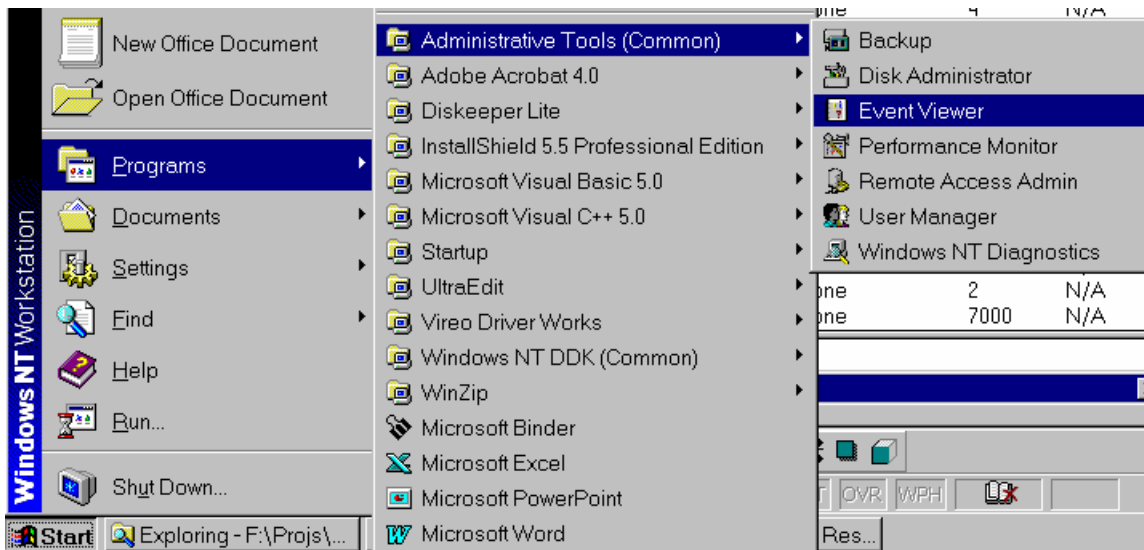 New Office Document
Open Office Document
Programs
Documents
Settings
Find
Help
Run...
Shut Down...
Windows NT Workstation
Start
Exploring - F:\Projs\...
Administrative Tools (Common)
Adobe Acrobat 4.0
Diskeeper Lite
InstallShield 5.5 Professional Edition
Microsoft Visual Basic 5.0
Microsoft Visual C++ 5.0
Startup
UltraEdit
Vireo Driver Works
Windows NT DDK (Common)
WinZip
Microsoft Binder
Microsoft Excel
Microsoft PowerPoint
Microsoft Word
Backup
Disk Administrator
Event Viewer
Performance Monitor
Remote Access Admin
User Manager
Windows NT Diagnostics
2 N/A
7000 N/A
OVR WPH
Res...